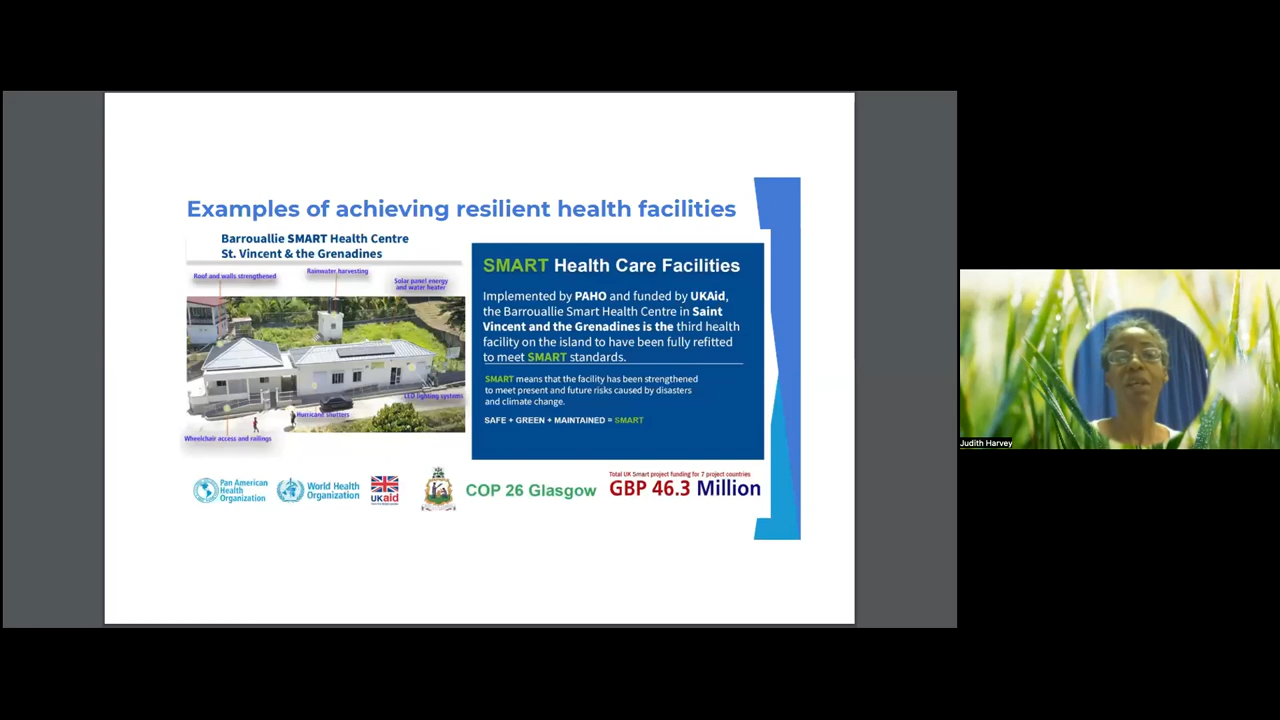 Examples of achieving resilient health facilities
Barrouallie SMART Health Centre
St. Vincent & the Grenadines
Roof and walls strengthened
Rainwater harvesting
Solar panel energy
and water heater
LED lighting systems
Hurricane shutters
Wheelchair access and railings
SMART Health Care Facilities
Implemented by PAHO and funded by UKAid,
the Barrouallie Smart Health Centre in Saint
Vincent and the Grenadines is the third health
facility on the island to have been fully refitted
to meet SMART standards.
SMART means that the facility has been strengthened
to meet present and future risks caused by disasters
and climate change.
SAFE + GREEN + MAINTAINED = SMART
Pan American
Health
Organization
World Health
Organization
UKaid
COP 26 Glasgow
Total UK Smart project funding for 7 project countries
GBP 46.3 Million
Judith Harvey